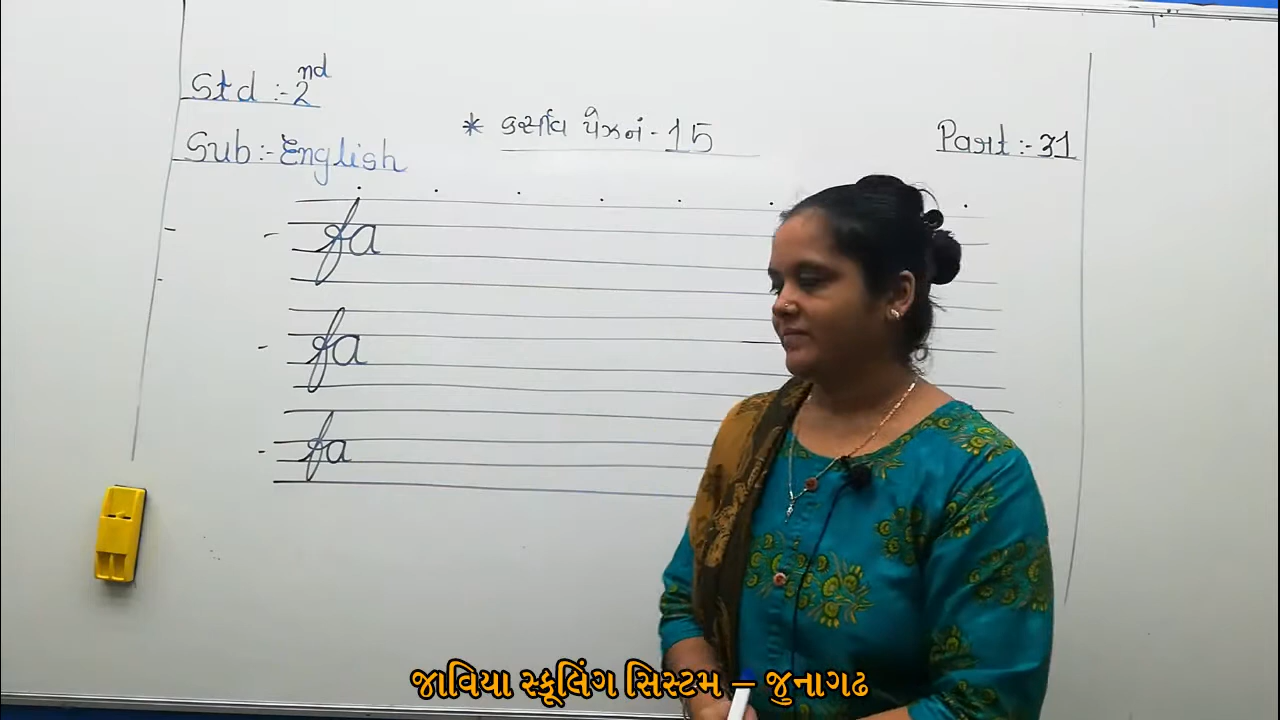 Std :- 2nd
* કર્સીવ પેજ નં - 15
Part :- 31
Sub :- English
fa
fa
fa
જાવિયા સ્કૂલિંગ સિસ્ટમ – જુનાગઢ